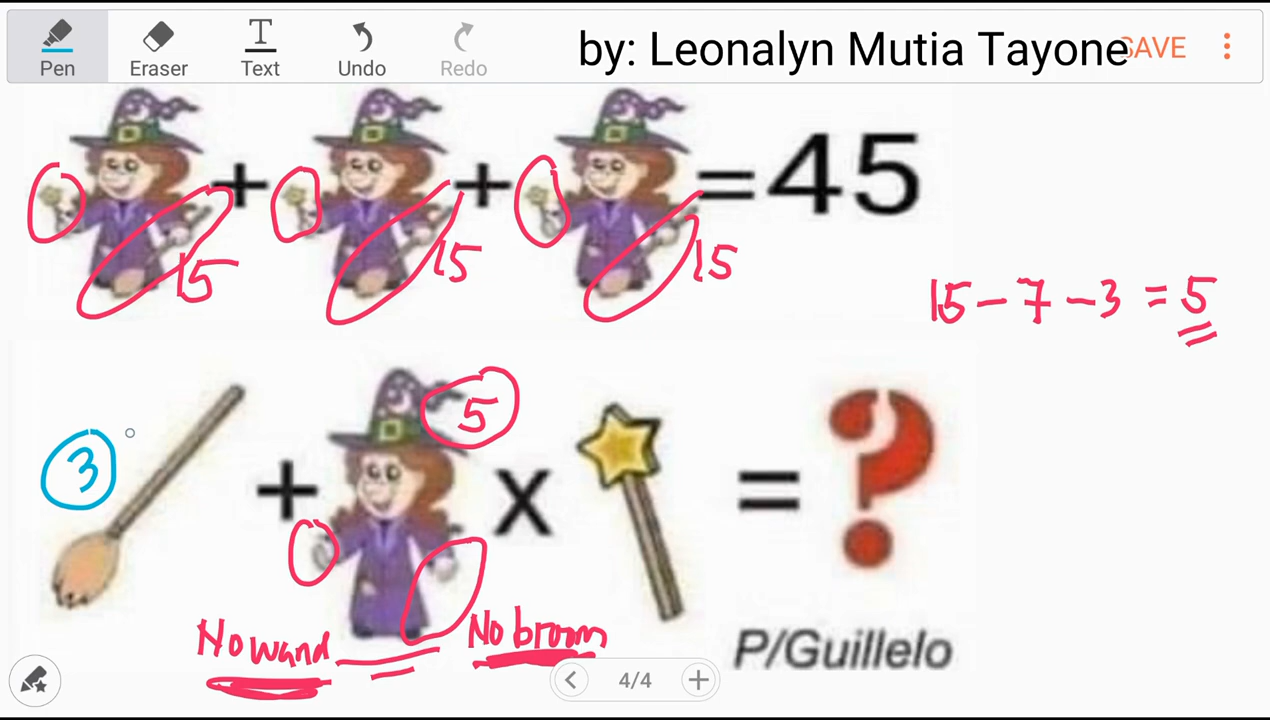 Pen Eraser Text Undo Redo SAVE
by: Leonalyn Mutia Tayone
+ + = 45
15 15 15
15 - 7 - 3 = 5
3 + 5 x = ?
No wand No broom
P/Guillelo
4/4